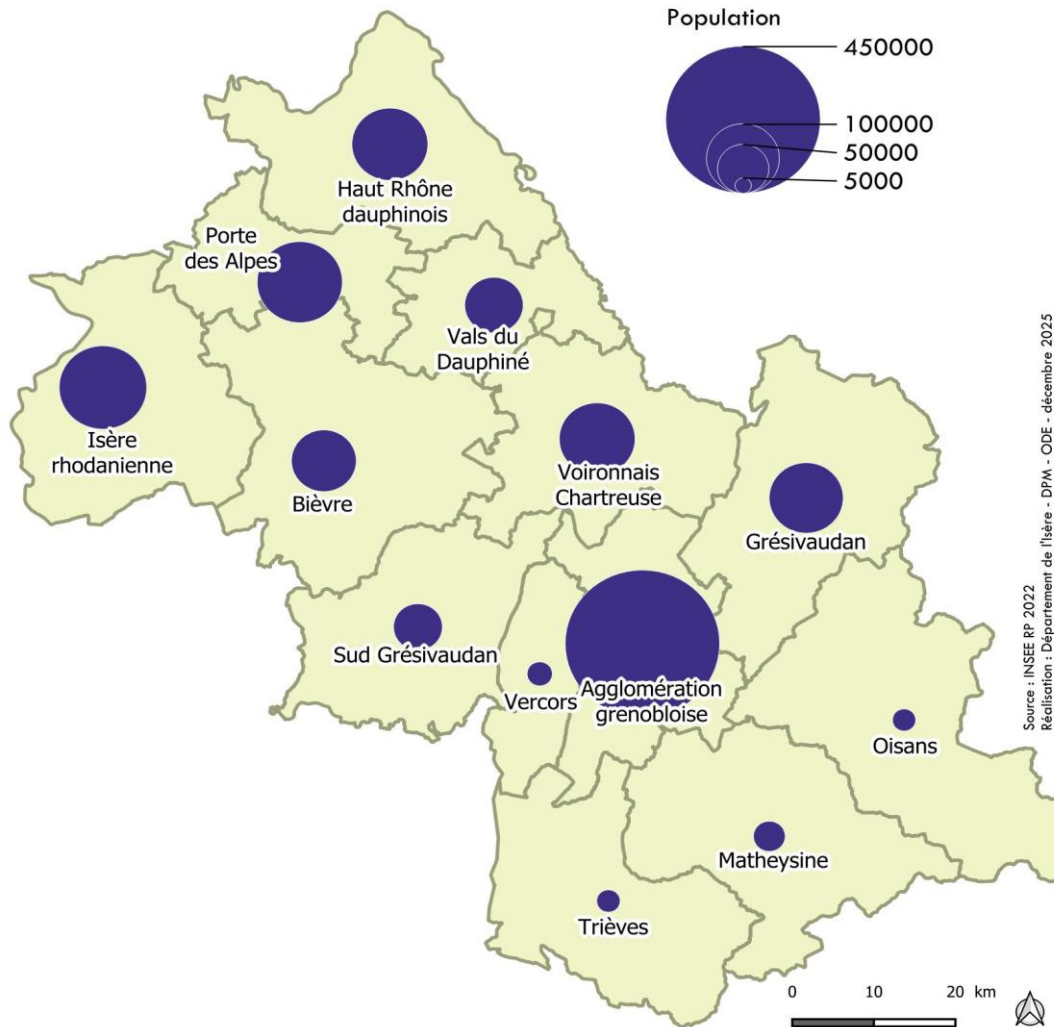 Population
450000
100000
50000
5000
Haut Rhône
dauphinois
Porte
des Alpes
Vals du
Dauphiné
Isère
rhodanienne
Bièvre
Voironnais
Chartreuse
Grésivaudan
Sud Grésivaudan
Vercors
Agglomération
grenobloise
Oisans
Matheysine
Trièves
Source : INSEE RP 2022
Réalisation : Département de l'Isère - DPM - ODE - décembre 2025
0 10 20 km